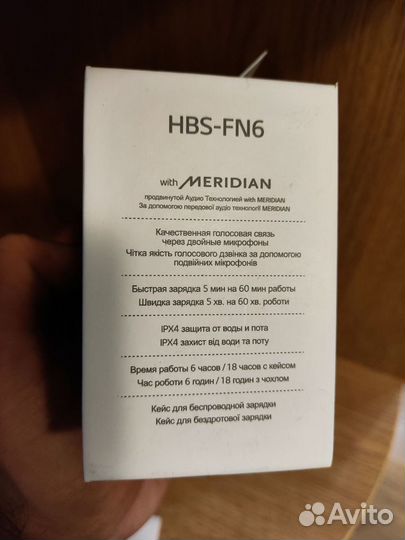 HBS-FN6
with MERIDIAN
продвинутой Аудио Технологией with MERIDIAN
За допомогою передової аудіо технології MERIDIAN
Качественная голосовая связь
через двойные микрофоны
Чітка якість голосового дзвінка за допомогою
подвійних мікрофонів
Быстрая зарядка 5 мин на 60 мин работы
Швидка зарядка 5 хв. на 60 хв. роботи
IPX4 защита от воды и пота
IPX4 захист від води та поту
Время работы 6 часов / 18 часов с кейсом
Час роботи 6 годин / 18 годин з чохлом
Кейс для беспроводной зарядки
Кейс для бездротової зарядки
Avito